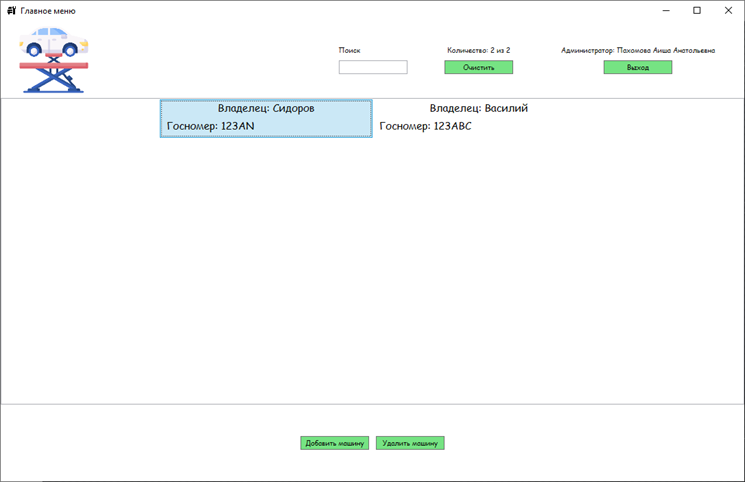 Главное меню
Поиск
Количество: 2 из 2
Администратор: Пахомова Аиша Анатольевна
Очистить
Выход
Владелец: Сидоров
Госномер: 123AN
Владелец: Василий
Госномер: 123ABC
Добавить машину
Удалить машину